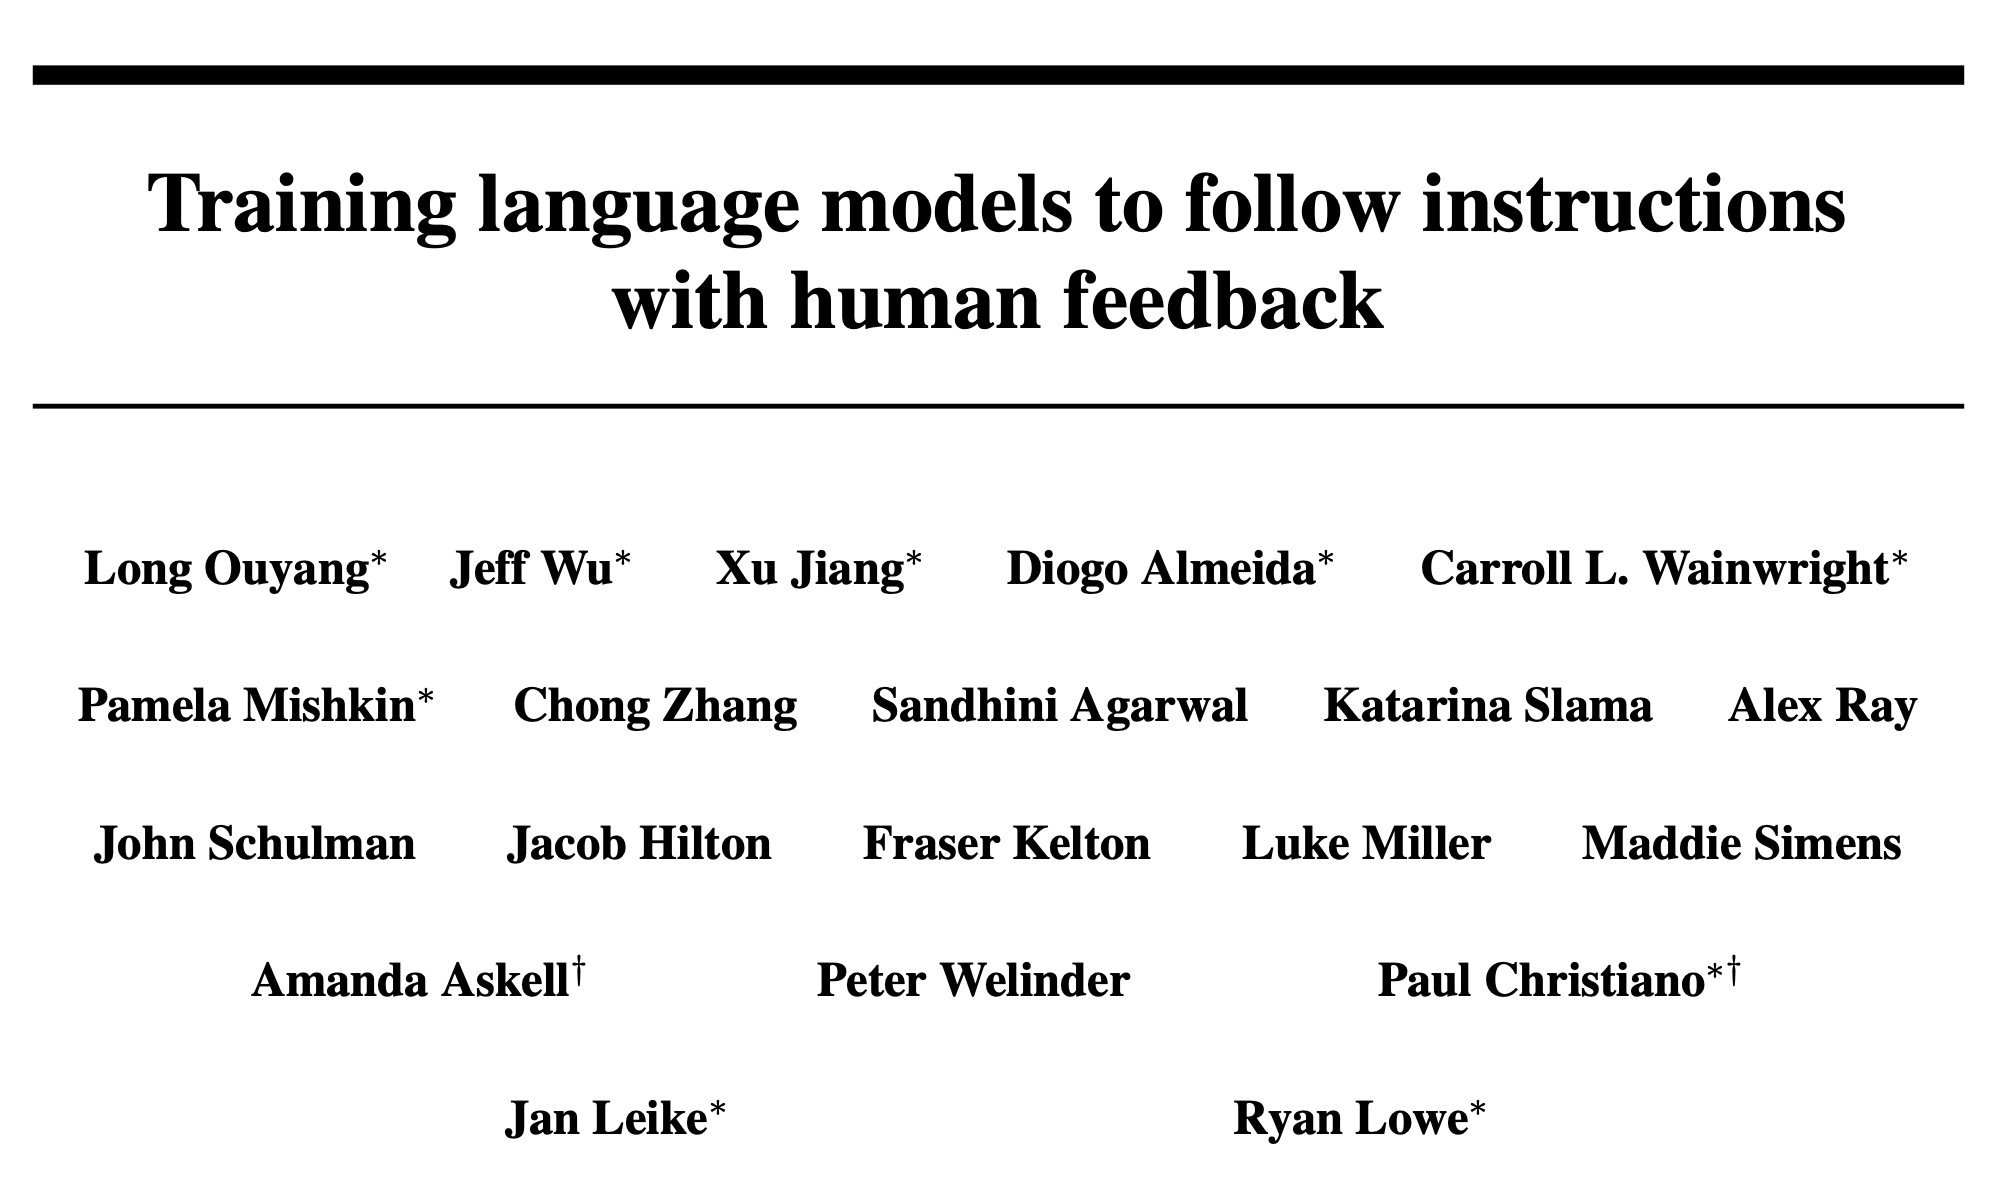 Training language models to follow instructions
with human feedback
Long Ouyang* Jeff Wu* Xu Jiang* Diogo Almeida* Carroll L. Wainwright*
Pamela Mishkin* Chong Zhang Sandhini Agarwal Katarina Slama Alex Ray
John Schulman Jacob Hilton Fraser Kelton Luke Miller Maddie Simens
Amanda Askell† Peter Welinder Paul Christiano*†
Jan Leike* Ryan Lowe*